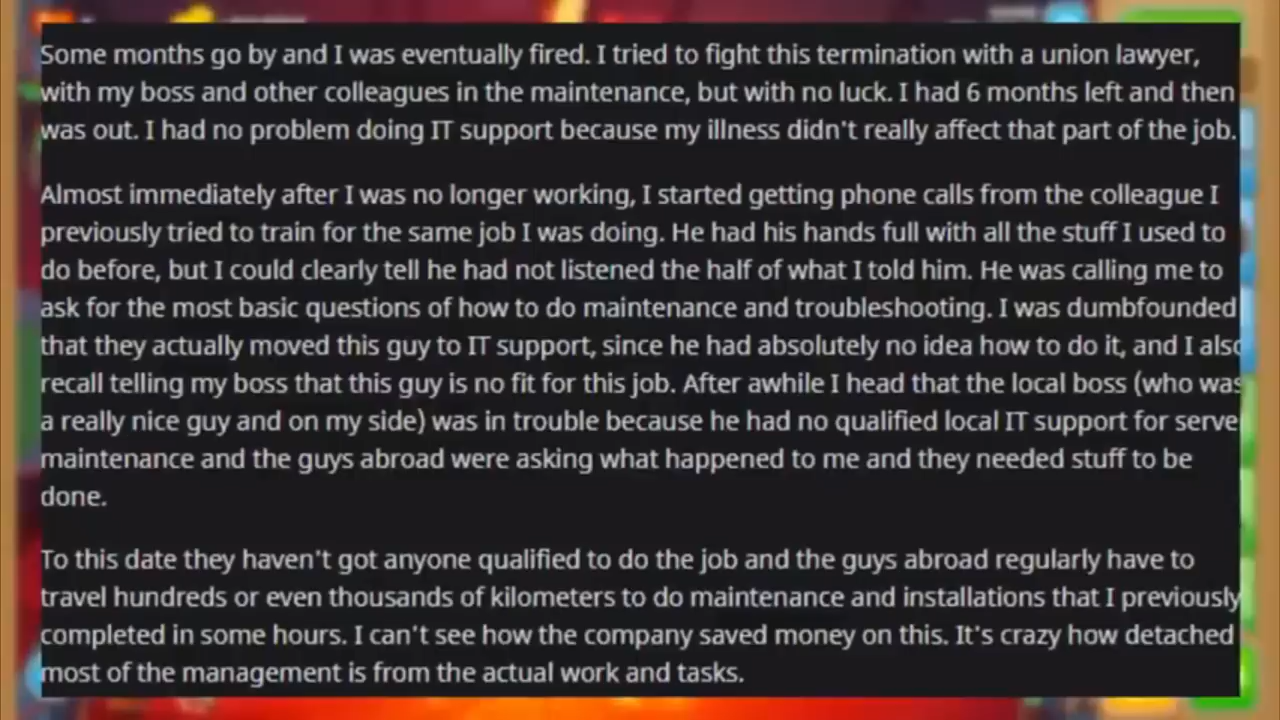 Some months go by and I was eventually fired. I tried to fight this termination with a union lawyer,
with my boss and other colleagues in the maintenance, but with no luck. I had 6 months left and then
was out. I had no problem doing IT support because my illness didn't really affect that part of the job.
Almost immediately after I was no longer working, I started getting phone calls from the colleague I
previously tried to train for the same job I was doing. He had his hands full with all the stuff I used to
do before, but I could clearly tell he had not listened the half of what I told him. He was calling me to
ask for the most basic questions of how to do maintenance and troubleshooting. I was dumbfounded
that they actually moved this guy to IT support, since he had absolutely no idea how to do it, and I also
recall telling my boss that this guy is no fit for this job. After awhile I head that the local boss (who was
a really nice guy and on my side) was in trouble because he had no qualified local IT support for serve
maintenance and the guys abroad were asking what happened to me and they needed stuff to be
done.
To this date they haven't got anyone qualified to do the job and the guys abroad regularly have to
travel hundreds or even thousands of kilometers to do maintenance and installations that I previously
completed in some hours. I can't see how the company saved money on this. It's crazy how detached
most of the management is from the actual work and tasks.